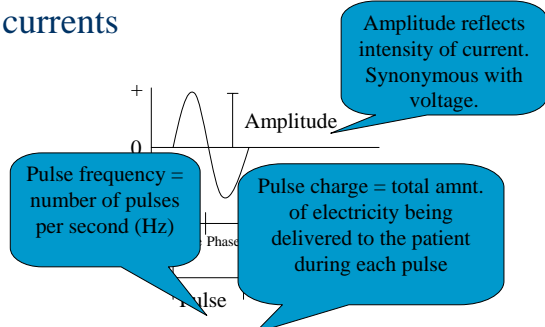 currents
Amplitude reflects
intensity of current.
Synonymous with
voltage.
+
Amplitude
0
Pulse frequency =
number of pulses
per second (Hz)
Pulse charge = total amnt.
of electricity being
delivered to the patient
during each pulse
Phase
Pulse